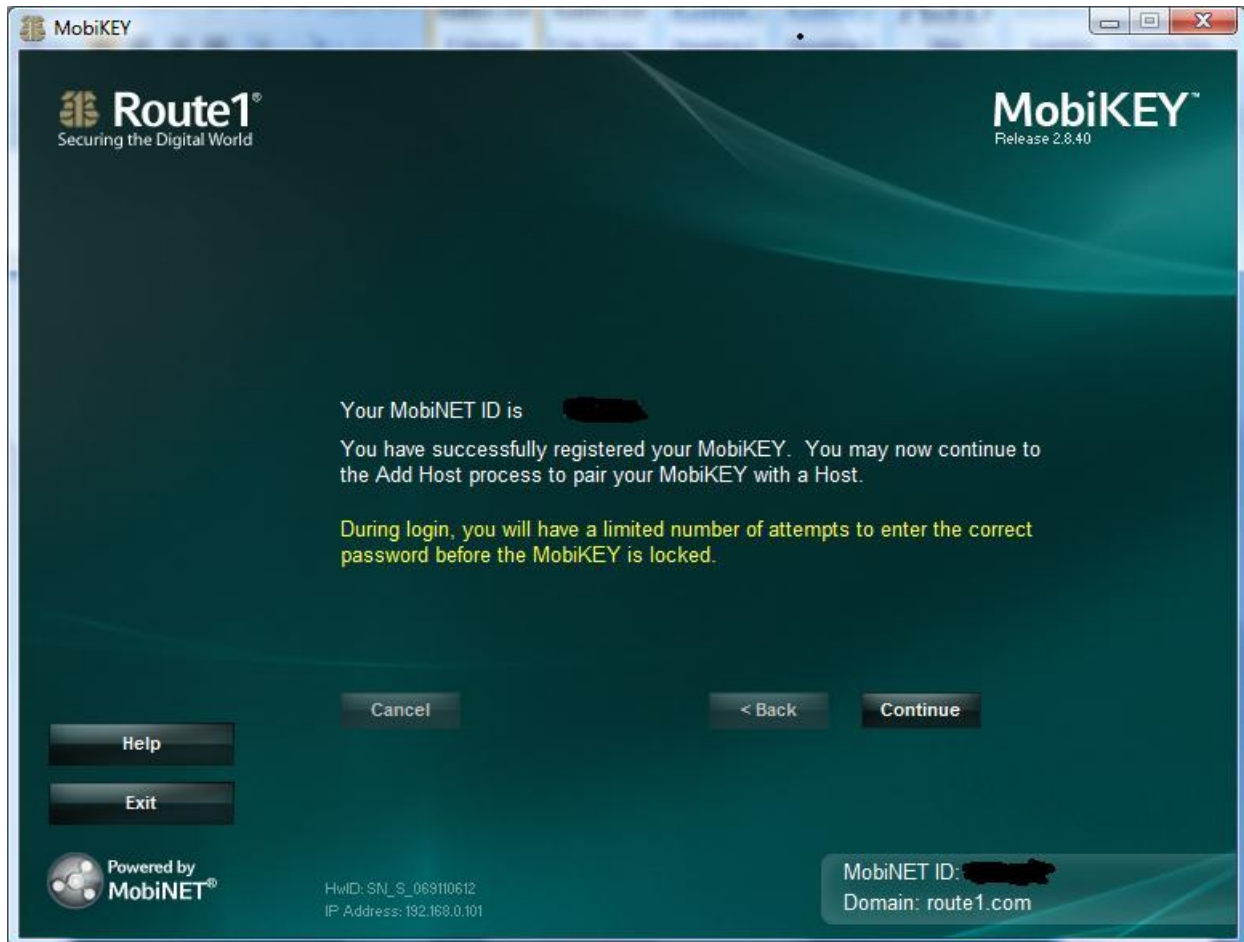 MobiKEY
Route1®
Securing the Digital World
MobiKEY™
Release 2.8.40
Your MobiNET ID is
You have successfully registered your MobiKEY. You may now continue to
the Add Host process to pair your MobiKEY with a Host.
During login, you will have a limited number of attempts to enter the correct
password before the MobiKEY is locked.
Cancel
< Back
Continue
Help
Exit
Powered by
MobiNET®
HwID: SN_S_069110612
IP Address: 192.168.0.101
MobiNET ID:
Domain: route1.com